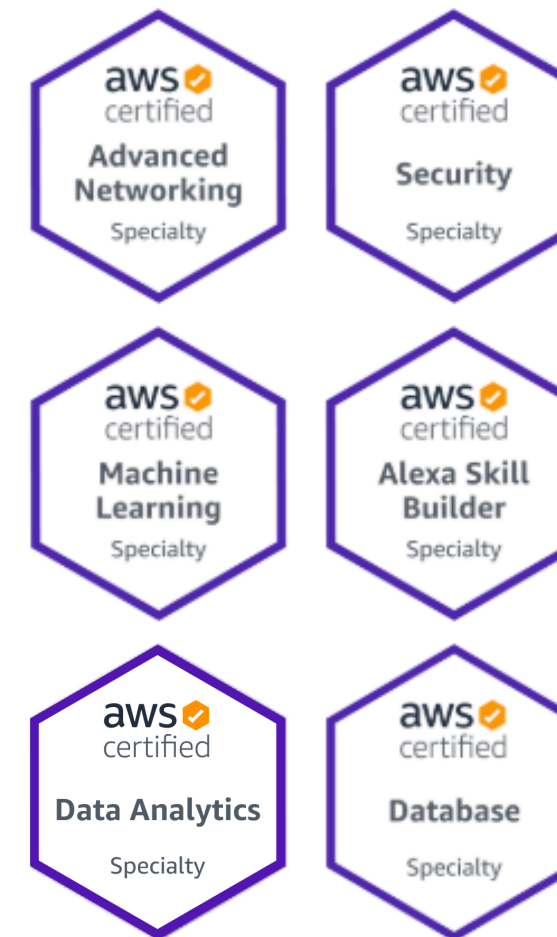 aws
certified
Advanced
Networking
Specialty
aws
certified
Security
Specialty
aws
certified
Machine
Learning
Specialty
aws
certified
Alexa Skill
Builder
Specialty
aws
certified
Data Analytics
Specialty
aws
certified
Database
Specialty